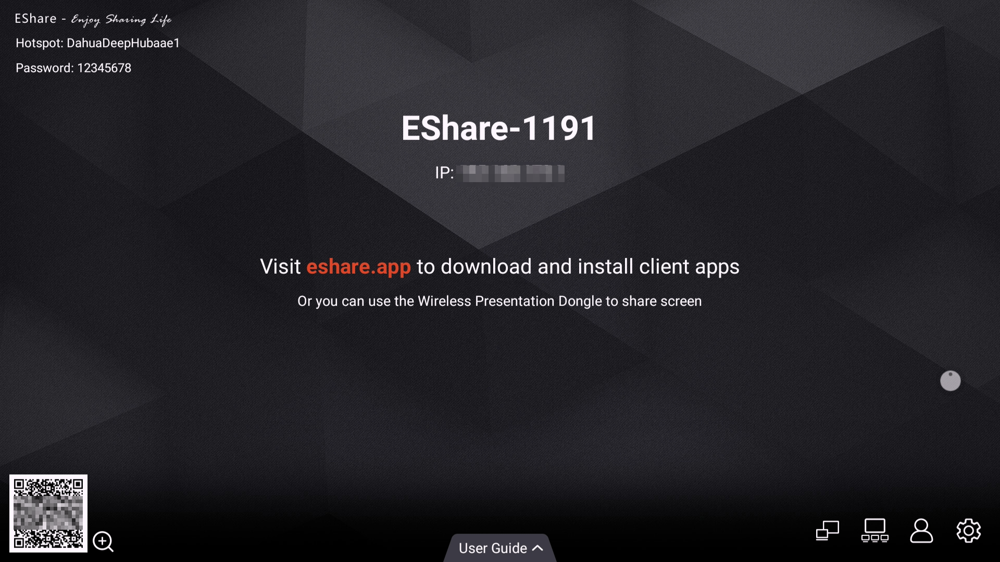 EShare - Enjoy Sharing Life
Hotspot: DahuaDeepHubaae1
Password: 12345678
EShare-1191
IP:
Visit eshare.app to download and install client apps
Or you can use the Wireless Presentation Dongle to share screen
User Guide